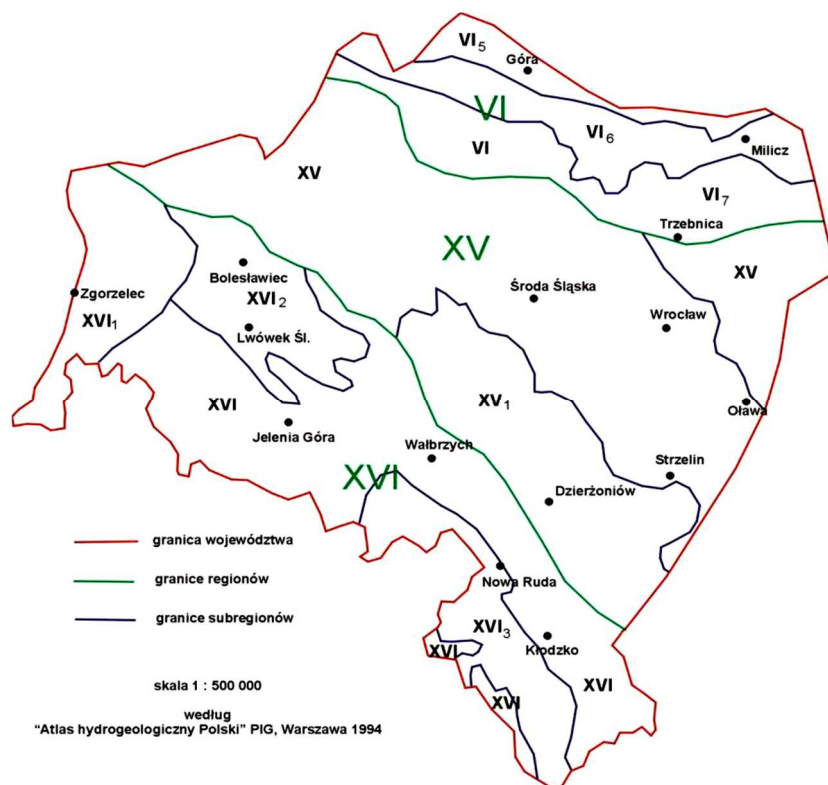 VI5
Góra
VI
VI6
VI
Milicz
XV
VI7
Trzebnica
XV
XV
Bolesławiec
Środa Śląska
Zgorzelec
XVI2
XVI1
Lwówek Śl.
Wrocław
XVI
XV1
Oława
Jelenia Góra
Wałbrzych
XVI
Strzelin
Dzierżoniów
granica województwa
granice regionów
granice subregionów
Nowa Ruda
XVI3
Kłodzko
XVI
XVI
XVI
skala 1 : 500 000
według
“Atlas hydrogeologiczny Polski” PIG, Warszawa 1994